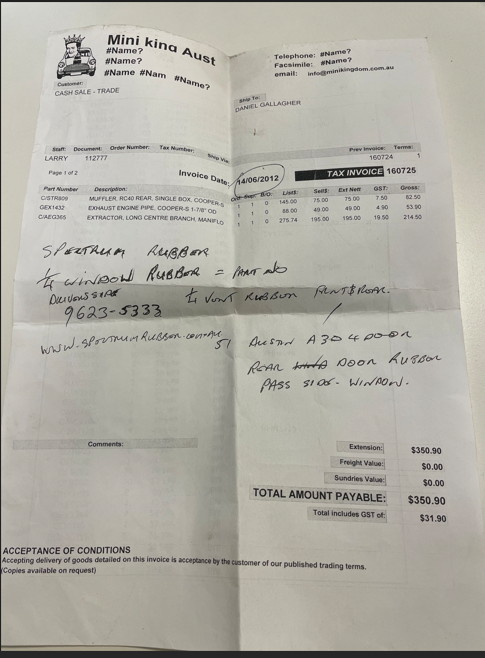 Mini king Aust
#Name?
#Name?
#Name #Nam #Name?
Telephone: #Name?
Facsimile: #Name?
email: info@minikingdom.com.au
Customer:
CASH SALE - TRADE
Ship To:
DANIEL GALLAGHER
Staff: Document: Order Number: Tax Number: Ship Via: Prev Invoice: Terms:
LARRY 112777 160724 1
Page 1 of 2 Invoice Date: 14/06/2012 TAX INVOICE 160725
Part Number Description: B/O: List$: Sell$: Ext Nett GST: Gross:
C/STR809 MUFFLER, RC40 REAR, SINGLE BOX, COOPER-S 1 1 0 145.00 75.00 75.00 7.50 82.50
GEX1432 EXHAUST ENGINE PIPE, COOPER-S 1-7/8" OD 1 1 0 88.00 49.00 49.00 4.90 53.90
C/AEG365 EXTRACTOR, LONG CENTRE BRANCH, MANIFLO 1 1 0 275.74 195.00 195.00 19.50 214.50
SPECTRUM RUBBER
1/4 WINDOW RUBBER = PART NO
DRIVERS SIDE
1/4 VENT RUBBER FRNT & REAR.
9623-5333
WWW.SPECTRUMRUBBER.COM.AU
51 AUSTIN A30 4 DOOR
REAR DOOR RUBBER
PASS SIDE - WINDOW.
Comments:
Extension: $350.90
Freight Value: $0.00
Sundries Value: $0.00
TOTAL AMOUNT PAYABLE: $350.90
Total includes GST of: $31.90
ACCEPTANCE OF CONDITIONS
Accepting delivery of goods detailed on this invoice is acceptance by the customer of our published trading terms.
(Copies available on request)